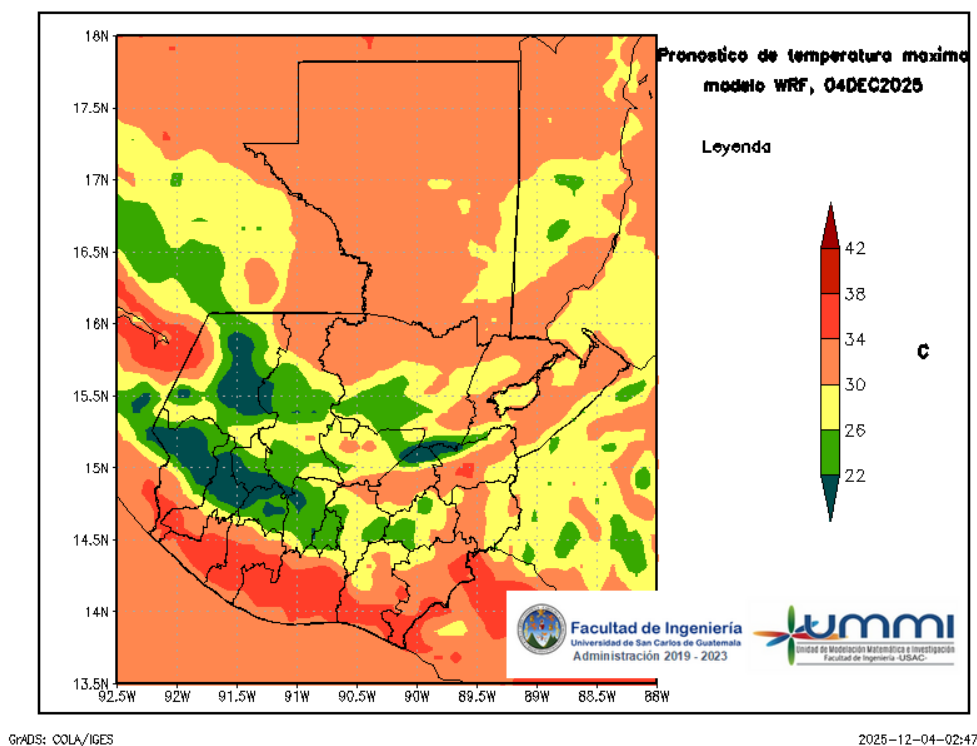 Pronostico de temperatura maxima
modelo WRF, 04DEC2025
Leyenda
42
38
34
30
26
22
C
18N
17.5N
17N
16.5N
16N
15.5N
15N
14.5N
14N
13.5N
92.5W 92W 91.5W 91W 90.5W 90W 89.5W 89W 88.5W 88W
Facultad de Ingeniería
Universidad de San Carlos de Guatemala
Administración 2019 - 2023
ummi
Unidad de Modelación Matemática e Investigación
Facultad de Ingeniería -USAC-
GrADS: COLA/IGES
2025-12-04-02:47